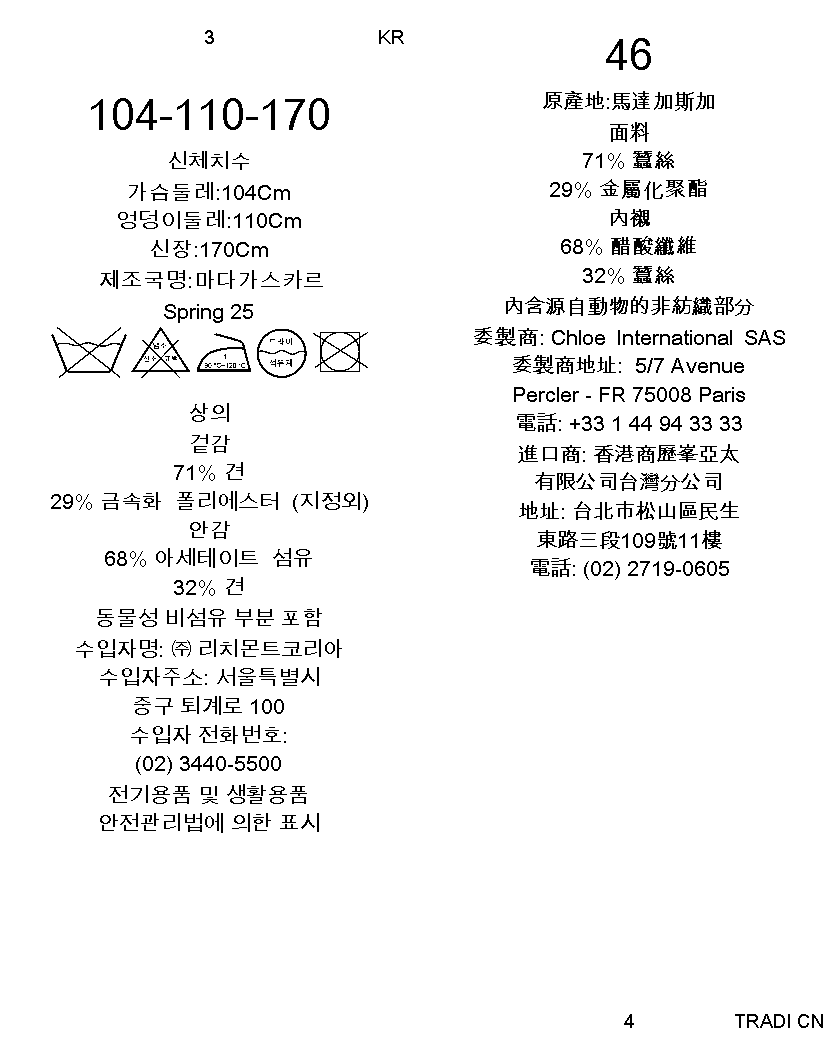 3
KR
104-110-170
신체치수
가슴둘레:104Cm
엉덩이둘레:110Cm
신장:170Cm
제조국명:마다가스카르
Spring 25
염소
산소 표백
1
80 °C~120 °C
드라이
석유계
상의
겉감
71% 견
29% 금속화 폴리에스터 (지정외)
안감
68% 아세테이트 섬유
32% 견
동물성 비섬유 부분 포함
수입자명: ㈜ 리치몬트코리아
수입자주소: 서울특별시
중구 퇴계로 100
수입자 전화번호:
(02) 3440-5500
전기용품 및 생활용품
안전관리법에 의한 표시
46
原產地:馬達加斯加
面料
71% 蠶絲
29% 金屬化聚酯
內襯
68% 醋酸纖維
32% 蠶絲
內含源自動物的非紡織部分
委製商: Chloe International SAS
委製商地址: 5/7 Avenue
Percler - FR 75008 Paris
電話: +33 1 44 94 33 33
進口商: 香港商歷峯亞太
有限公司台灣分公司
地址: 台北市松山區民生
東路三段109號11樓
電話: (02) 2719-0605
4
TRADI CN